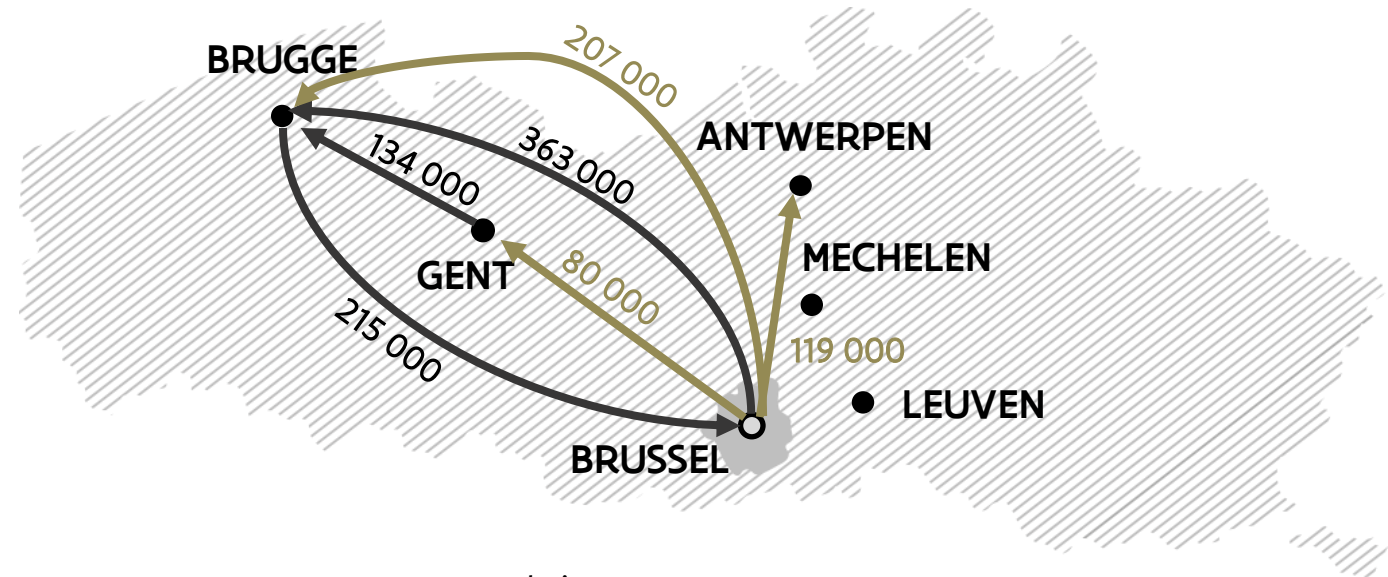 BRUGGE
207 000
ANTWERPEN
363 000
134 000
MECHELEN
GENT
80 000
215 000
119 000
LEUVEN
BRUSSEL